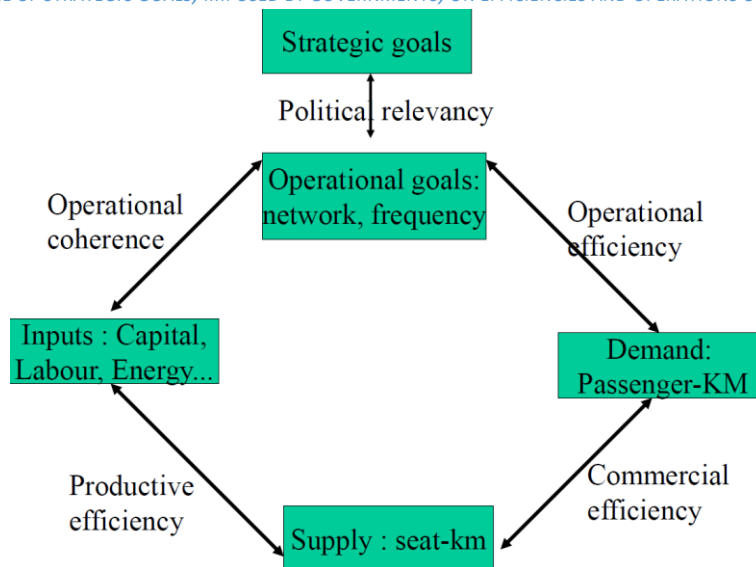 Strategic goals
Political relevancy
Operational goals:
network, frequency
Operational
coherence
Operational
efficiency
Inputs : Capital,
Labour, Energy...
Demand:
Passenger-KM
Productive
efficiency
Commercial
efficiency
Supply : seat-km